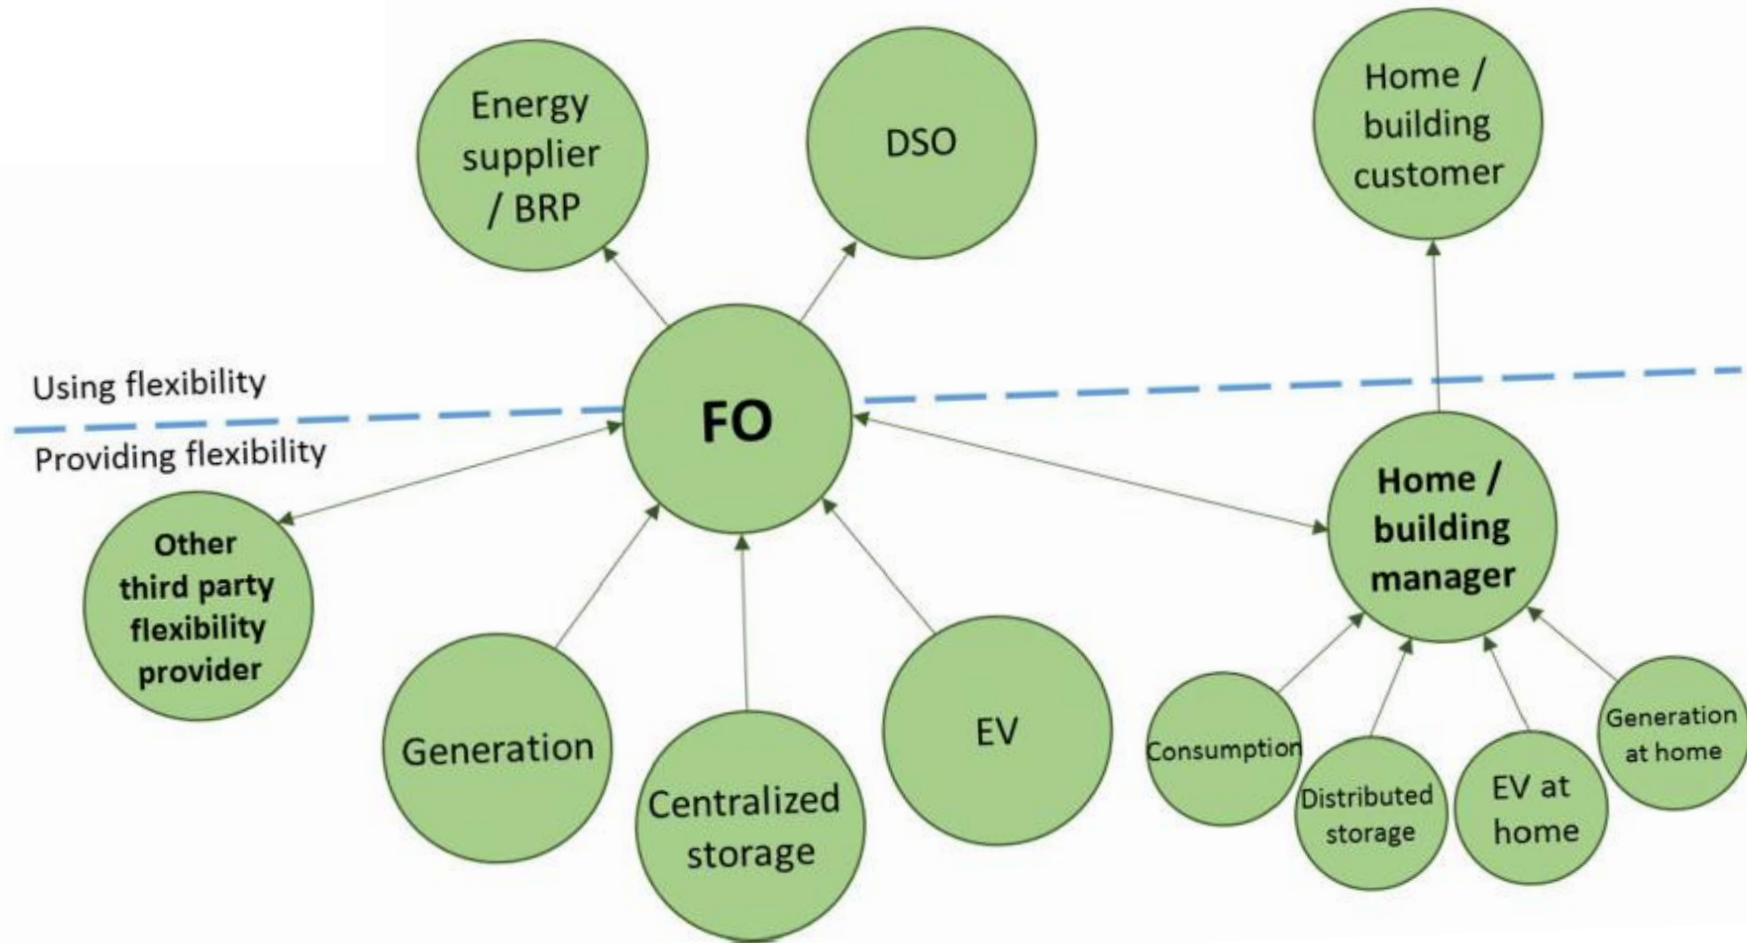 Energy
supplier
/ BRP
DSO
Home /
building
customer
Using flexibility
FO
Providing flexibility
Other
third party
flexibility
provider
Home /
building
manager
Generation
Centralized
storage
EV
Consumption
Distributed
storage
EV at
home
Generation
at home